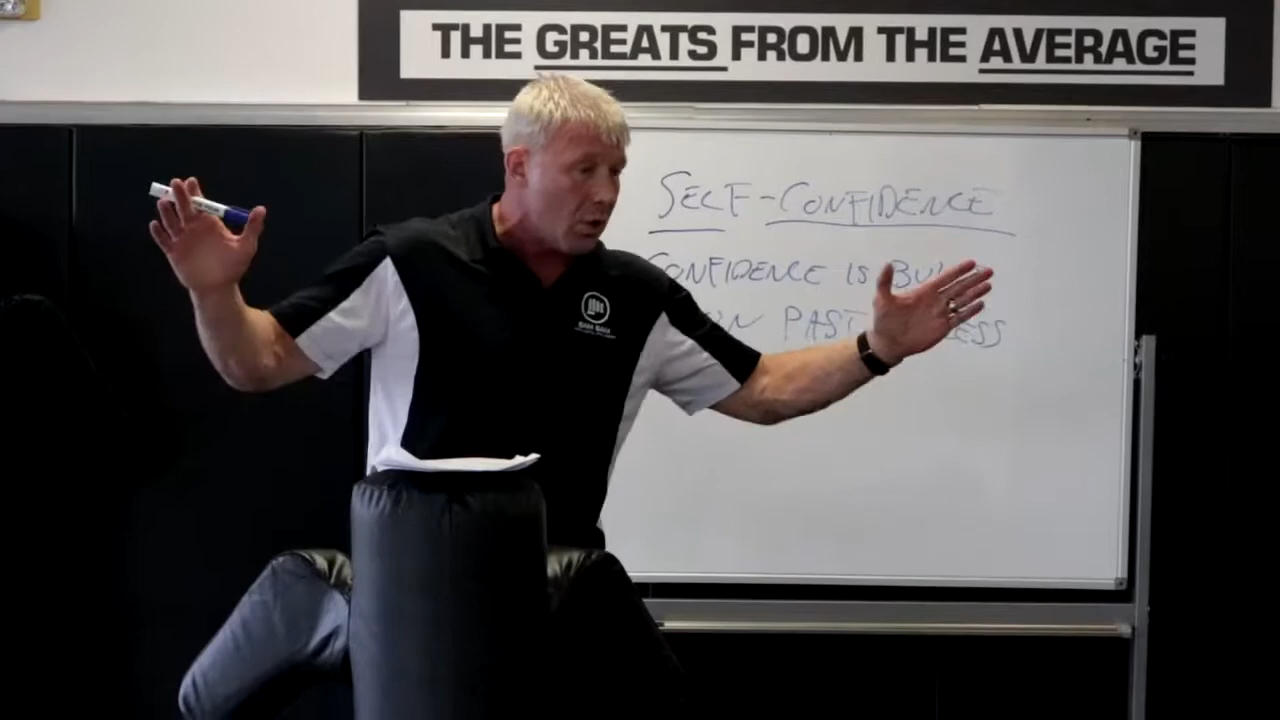 THE GREATS FROM THE AVERAGE
SELF-CONFIDENCE
CONFIDENCE IS
PAST